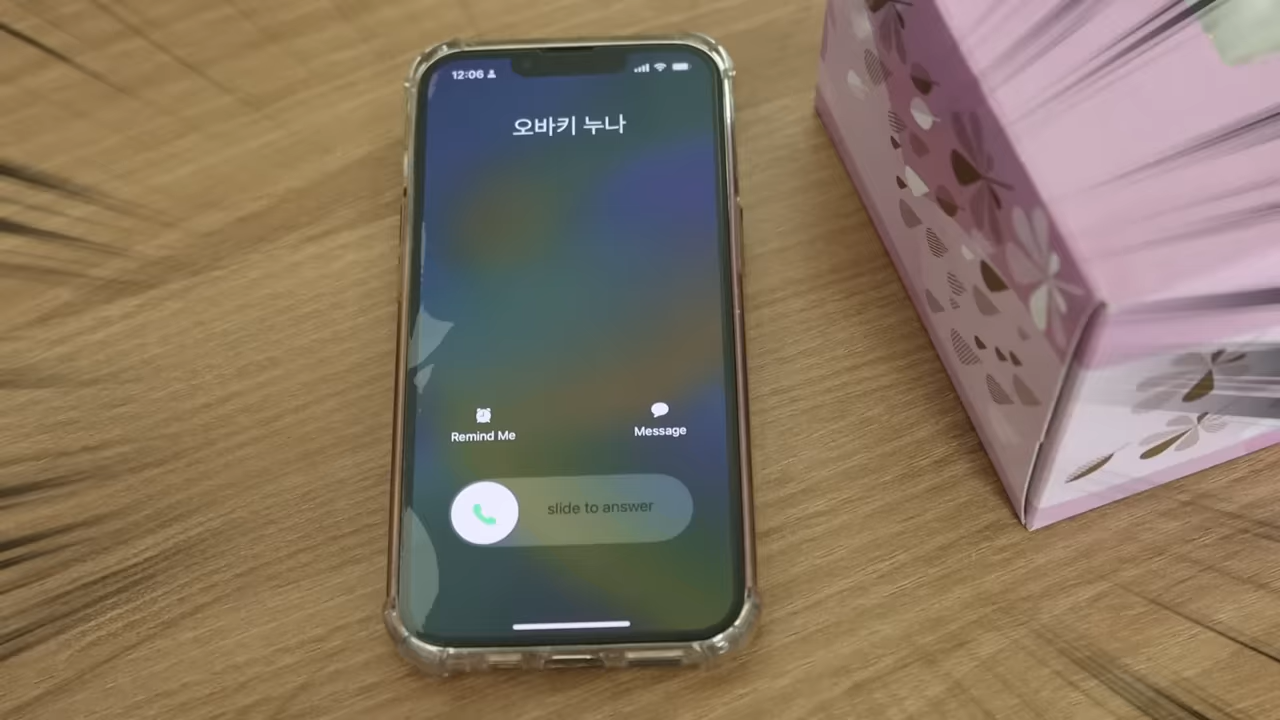 12:06
오바키 누나
Remind Me
Message
slide to answer